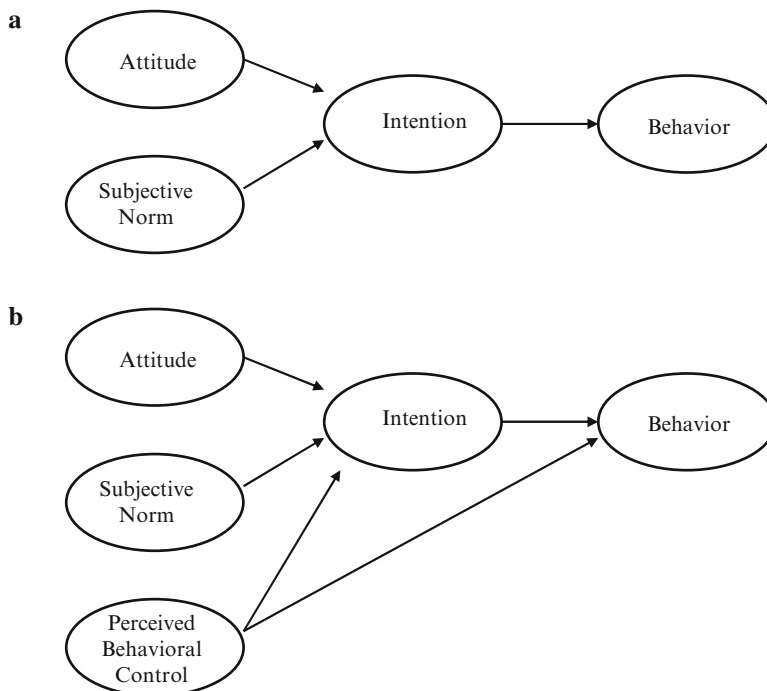 a
Attitude
Intention
Behavior
Subjective
Norm
b
Attitude
Intention
Behavior
Subjective
Norm
Perceived
Behavioral
Control